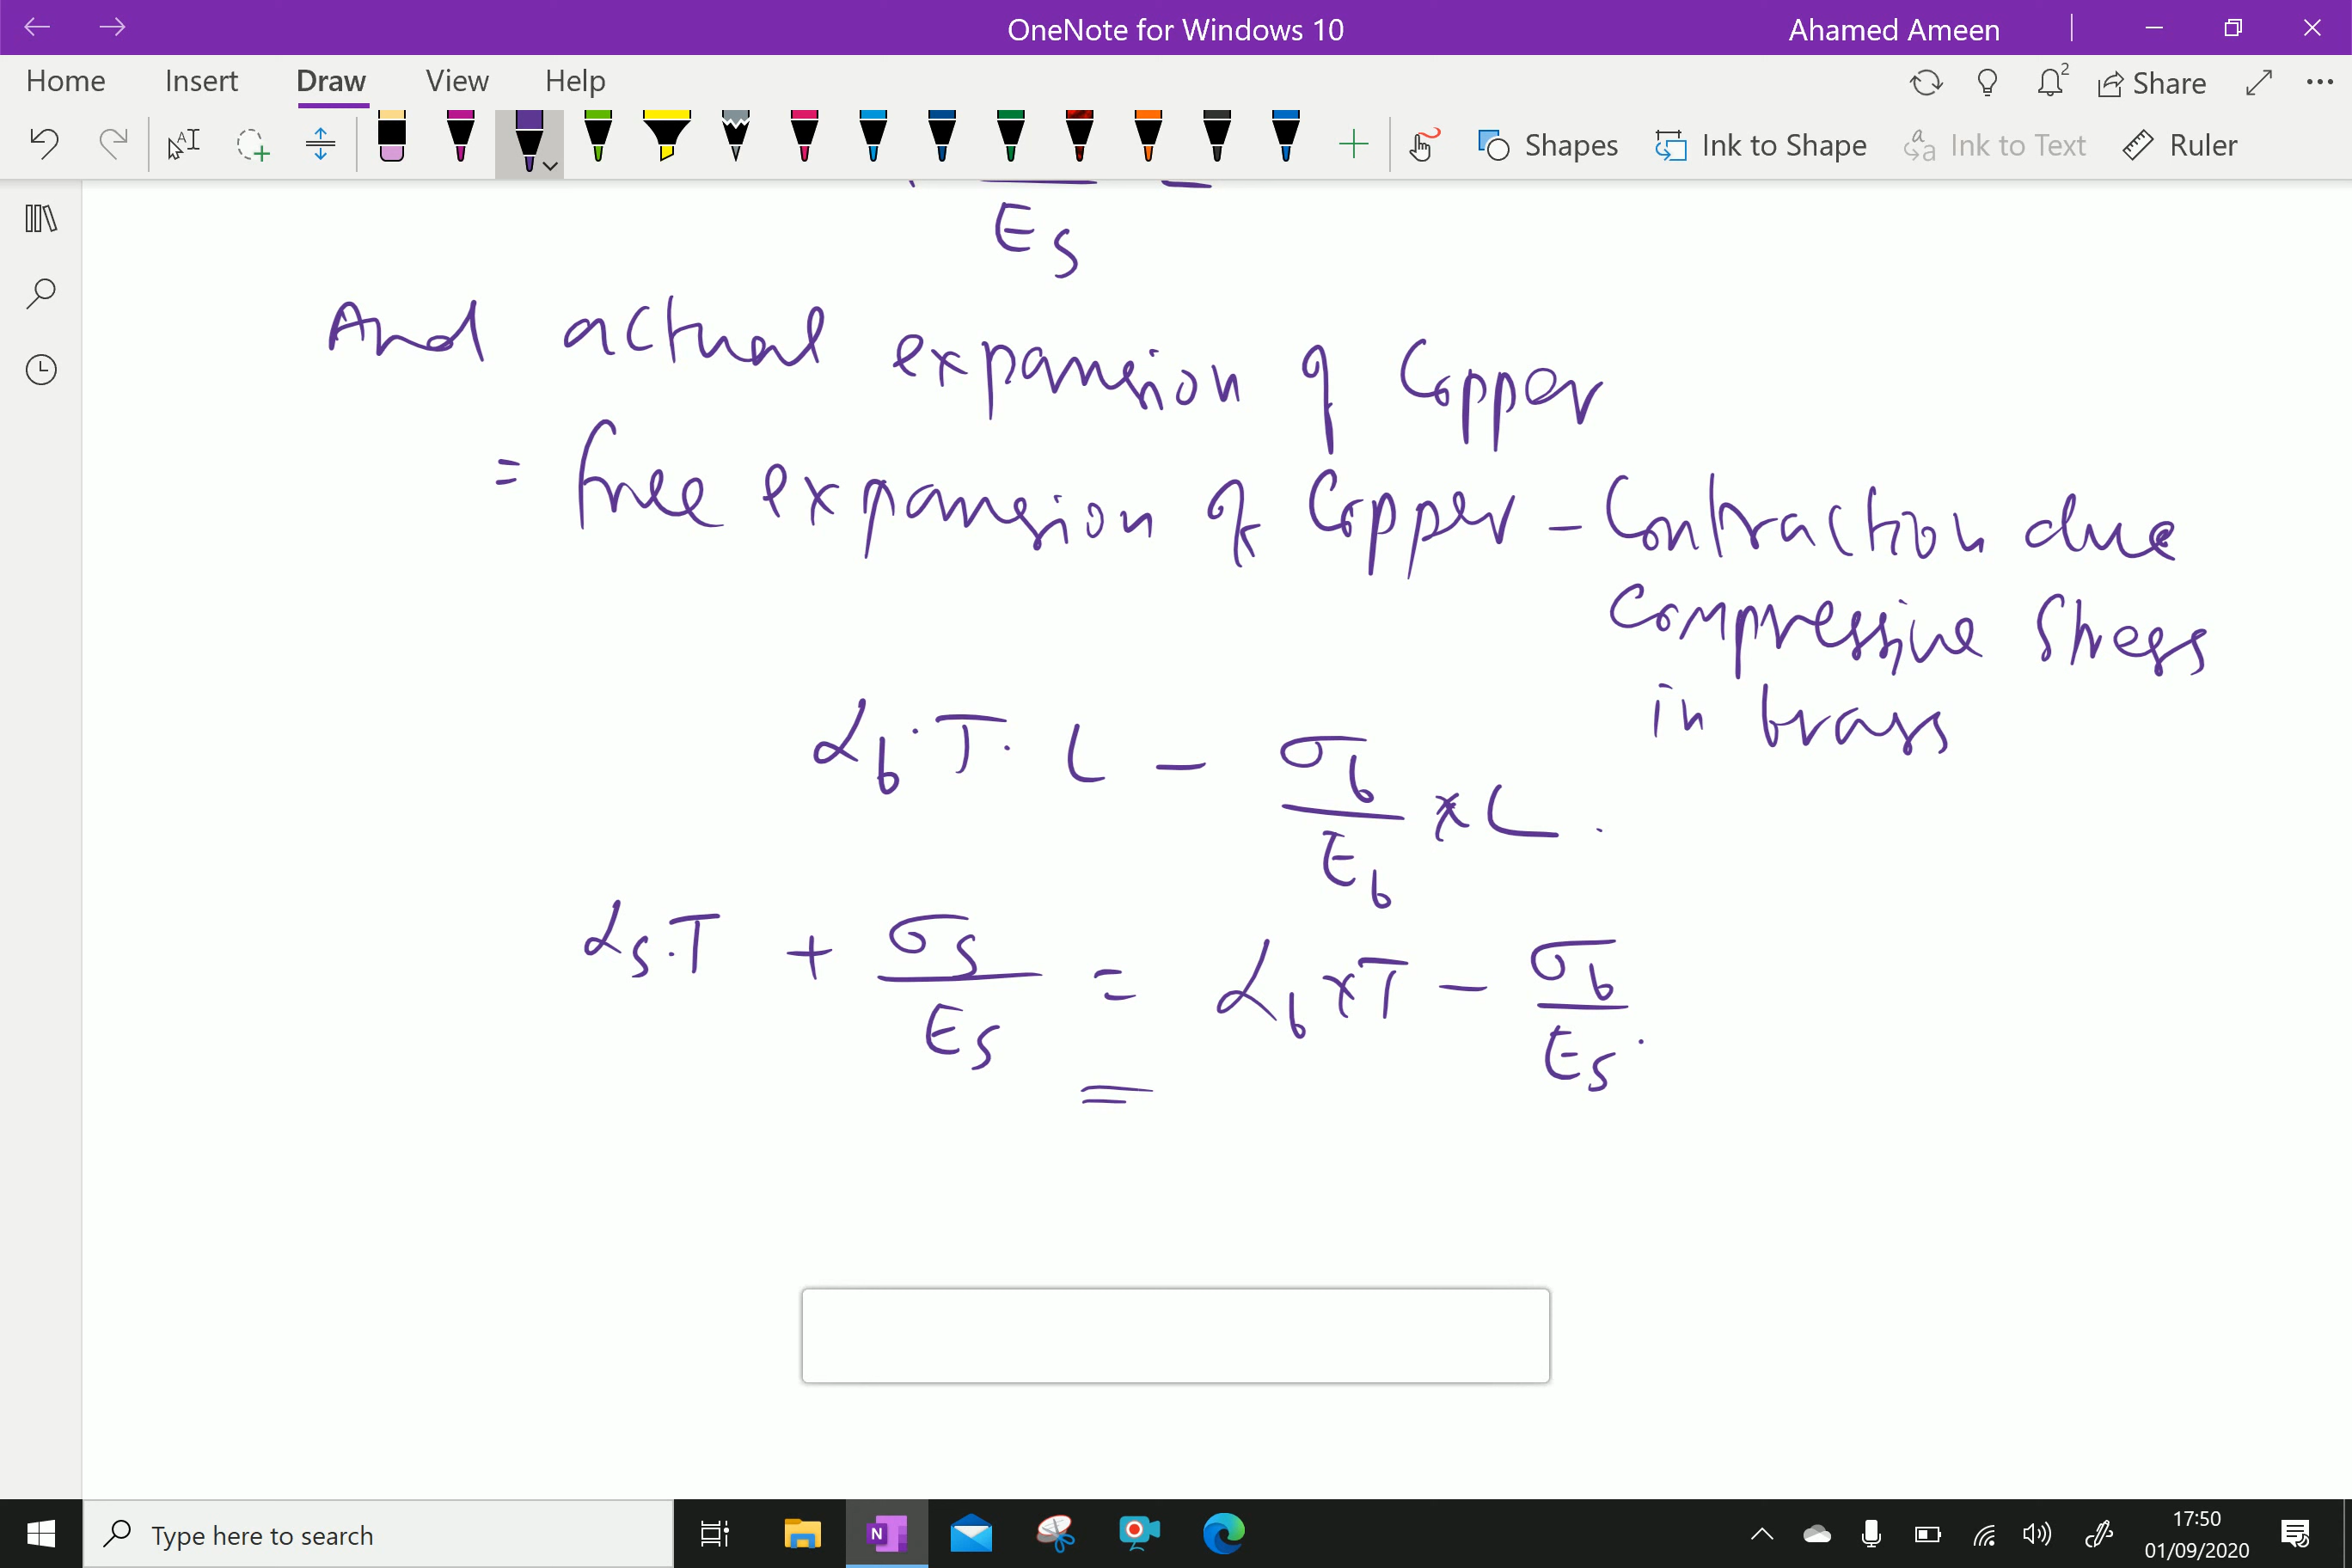 OneNote for Windows 10
Ahamed Ameen
Home Insert Draw View Help
2 Share
Shapes Ink to Shape Ink to Text Ruler
Es
And actual expansion of Copper
= free expansion of Copper - Contraction due
Compressive Stress
in brass
αb · T · L - σb/Eb × L .
αs . T + σs/Es = αb × T - σb/Es .
Type here to search
17:50
01/09/2020